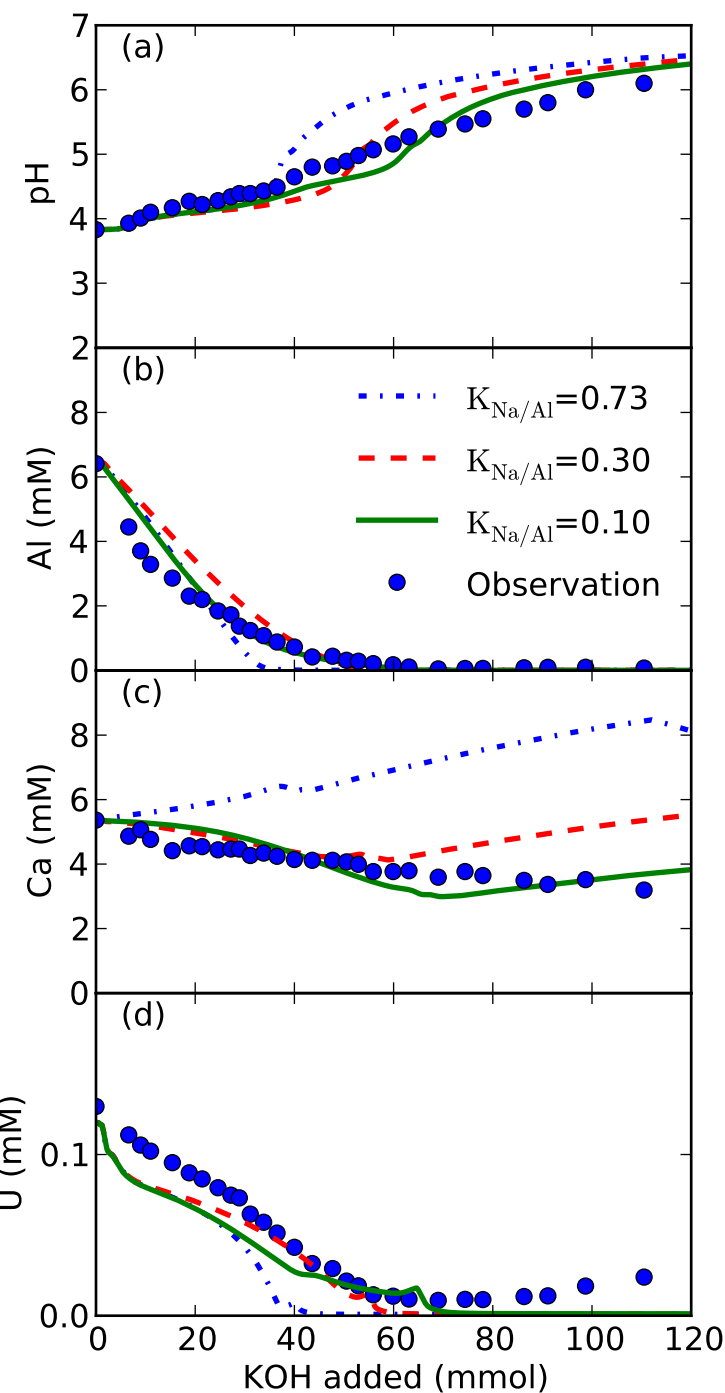 7
(a)
6
5
pH
4
3
2
2
(b)
8
K_Na/Al=0.73
6
K_Na/Al=0.30
Al (mM)
4
K_Na/Al=0.10
2
Observation
0
(c)
8
6
Ca (mM)
4
2
0
(d)
U (mM)
0.1
0.0
0 20 40 60 80 100 120
KOH added (mmol)